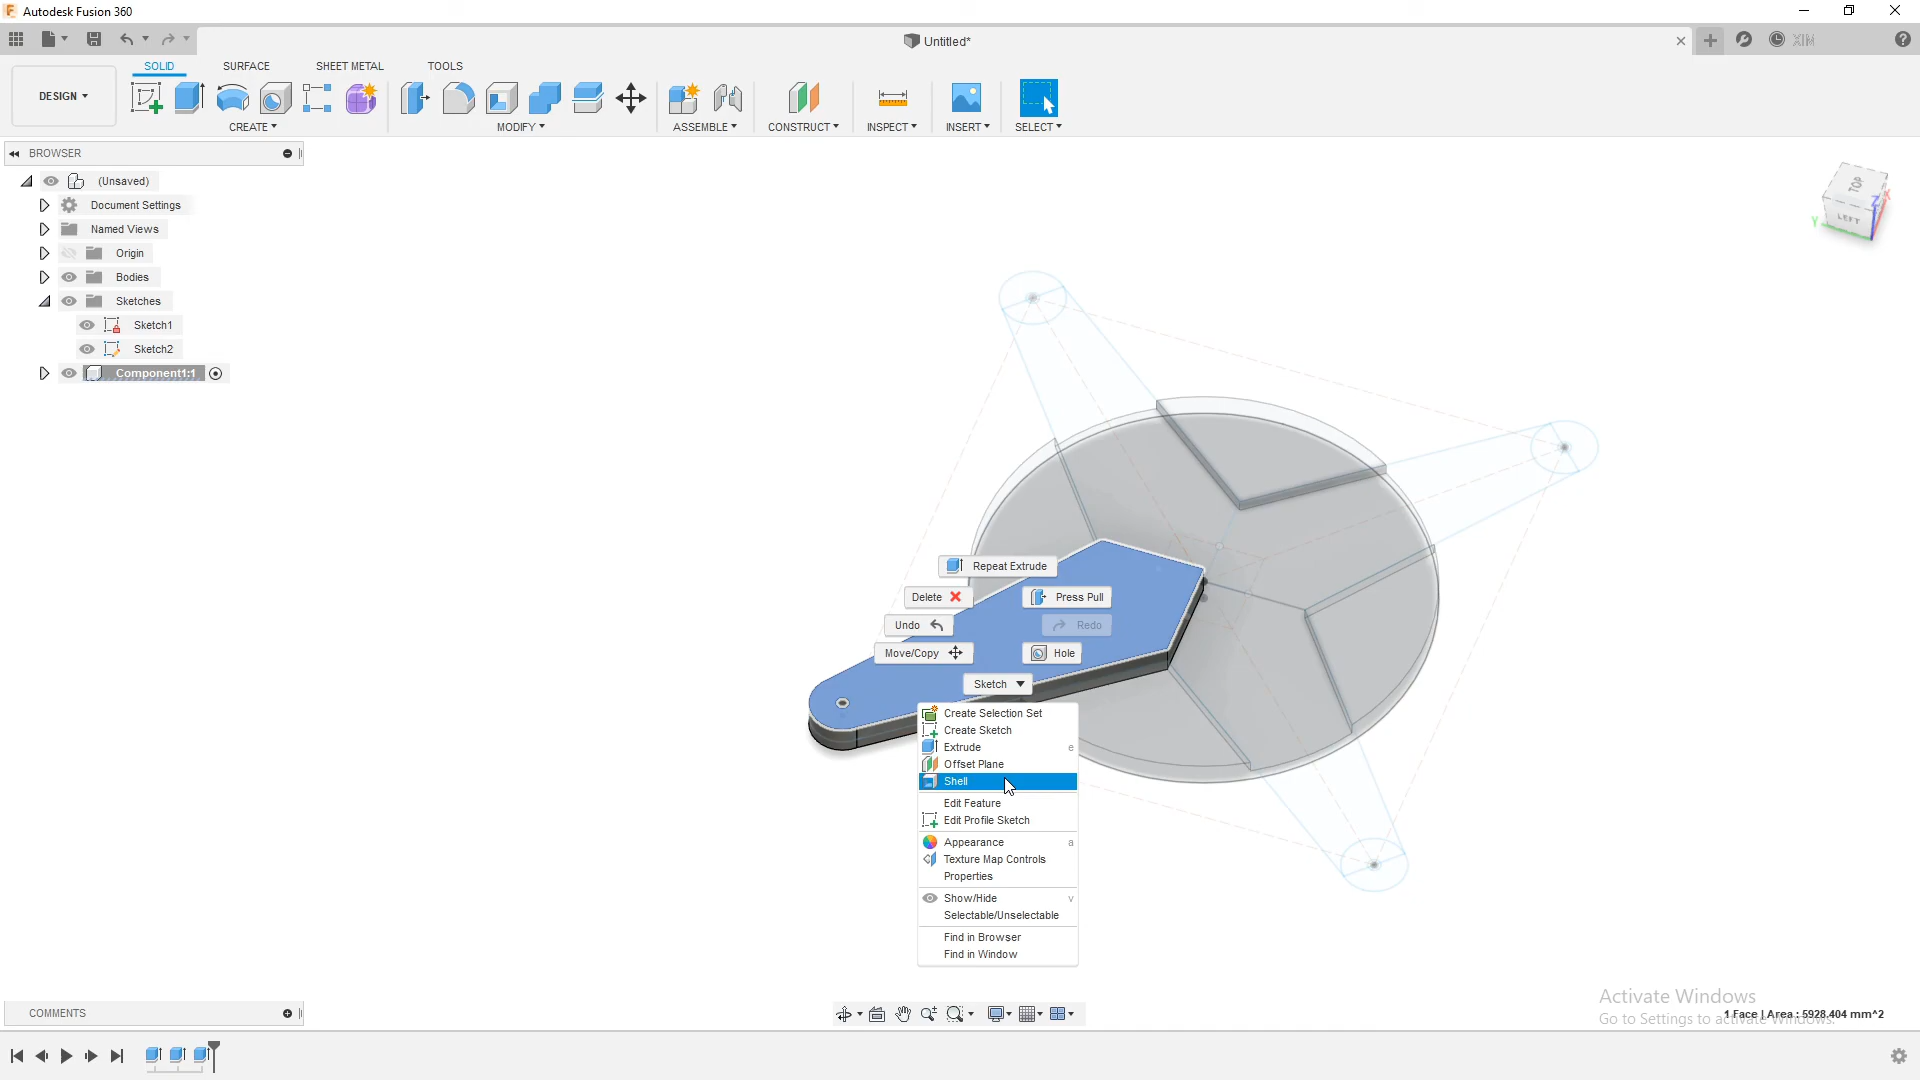 Autodesk Fusion 360
Untitled*
XIM
SOLID SURFACE SHEET METAL TOOLS
DESIGN
CREATE MODIFY ASSEMBLE CONSTRUCT INSPECT INSERT SELECT
BROWSER
(Unsaved)
Document Settings
Named Views
Origin
Bodies
Sketches
Sketch1
Sketch2
Component1:1
TOP
LEFT
Z
X
Y
Repeat Extrude
Delete
Press Pull
Undo
Redo
Move/Copy
Hole
Sketch
Create Selection Set
Create Sketch
Extrude e
Offset Plane
Shell
Edit Feature
Edit Profile Sketch
Appearance a
Texture Map Controls
Properties
Show/Hide v
Selectable/Unselectable
Find in Browser
Find in Window
Activate Windows
Go to Settings to activate Windows.
1 Face | Area : 5928.404 mm^2
COMMENTS